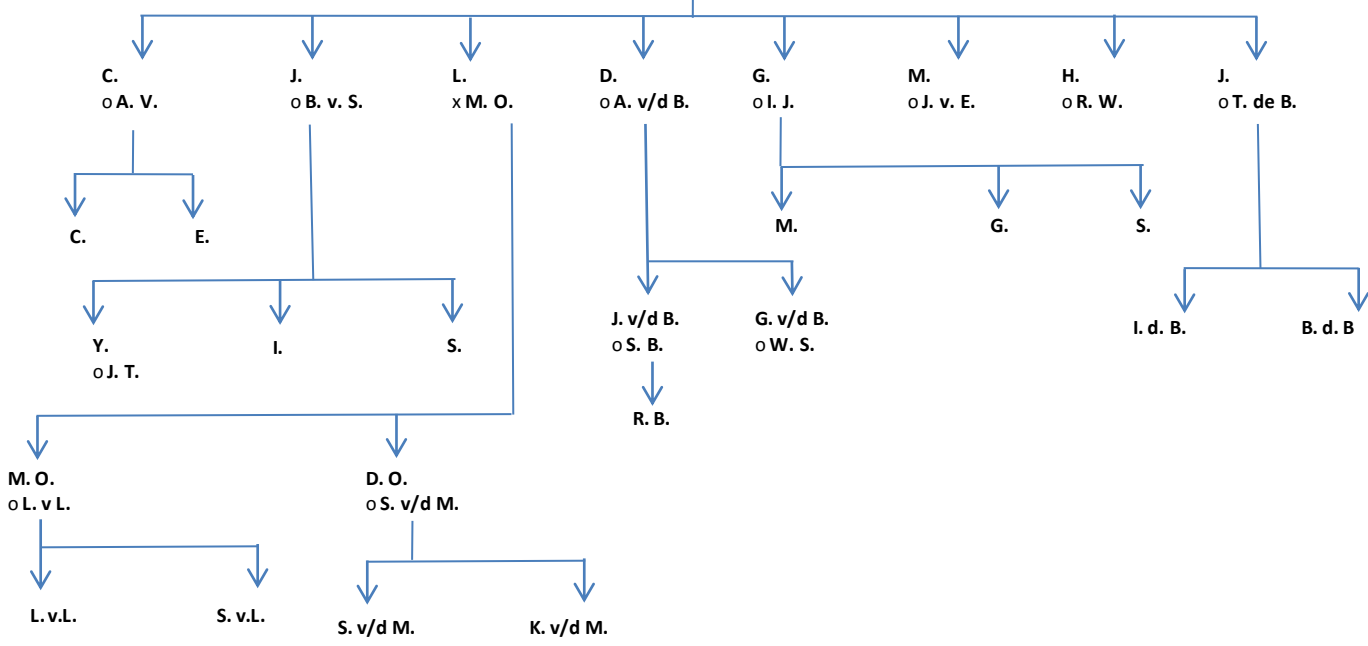 C. J. L. D. G. M. H. J.
o A. V. o B. v. S. x M. O. o A. v/d B. o I. J. o J. v. E. o R. W. o T. de B.
M. G. S.
C. E.
J. v/d B. G. v/d B. I. d. B. B. d. B
Y. I. S. o S. B. o W. S.
o J. T.
R. B.
M. O. D. O.
o L. v L. o S. v/d M.
L. v.L. S. v.L. S. v/d M. K. v/d M.